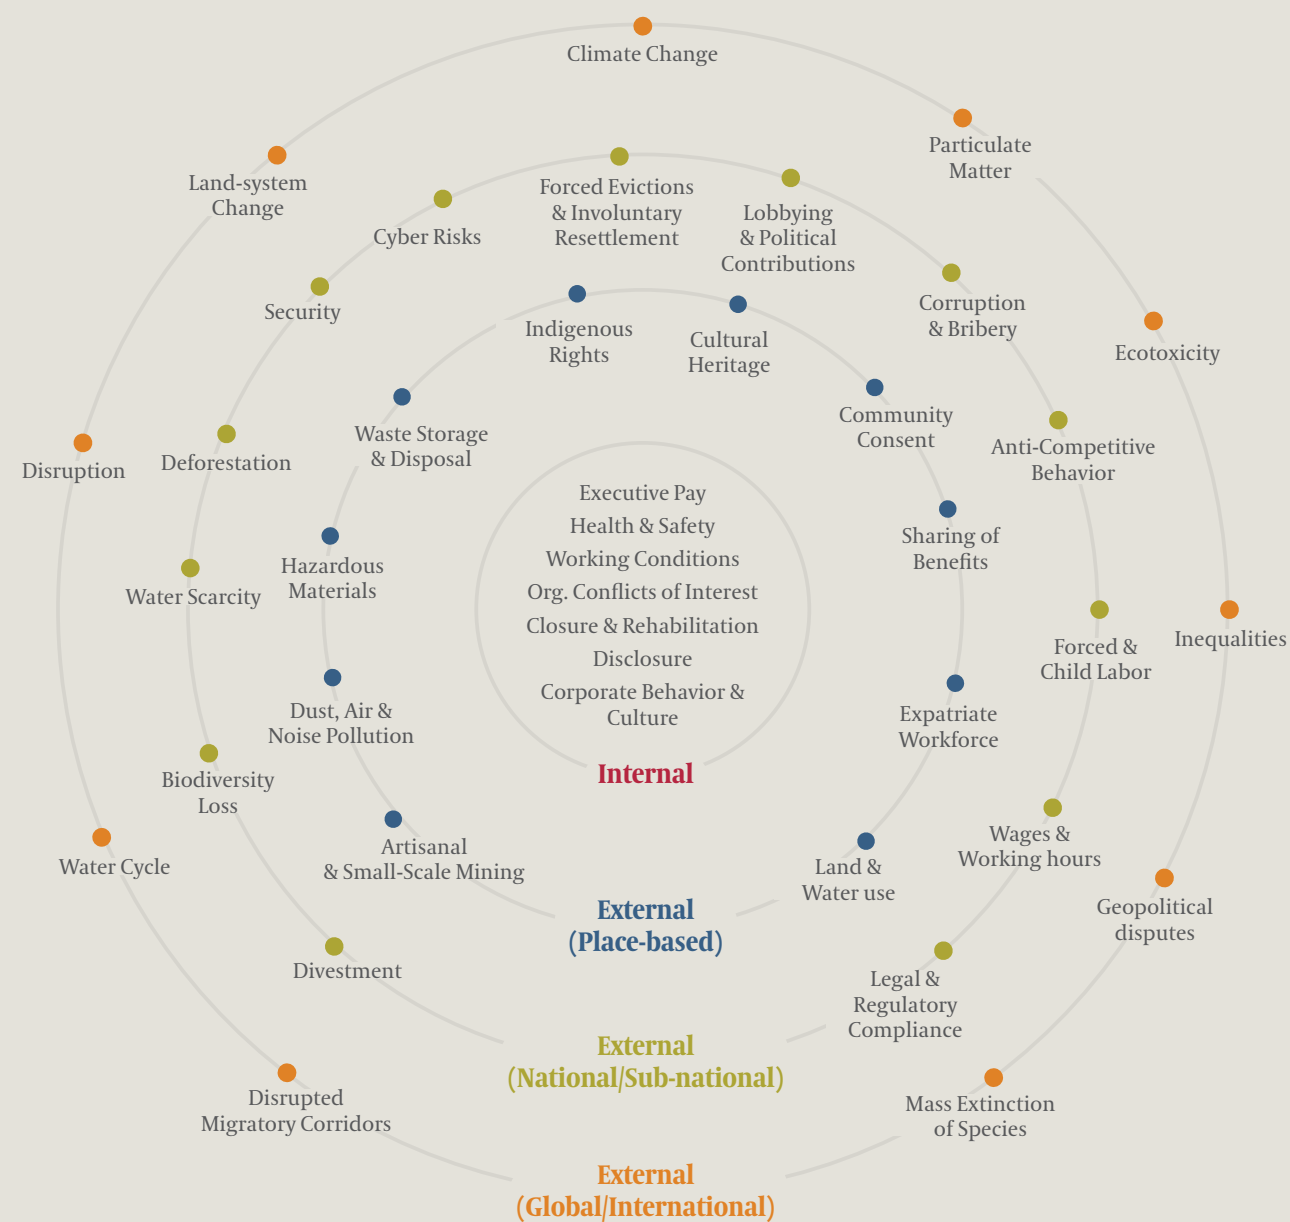 Climate Change
Particulate
Matter
Land-system
Change
Forced Evictions
& Involuntary
Resettlement
Lobbying
& Political
Contributions
Cyber Risks
Security
Corruption
& Bribery
Indigenous
Rights
Cultural
Heritage
Ecotoxicity
Waste Storage
& Disposal
Community
Consent
Anti-Competitive
Behavior
Disruption
Deforestation
Executive Pay
Health & Safety
Working Conditions
Org. Conflicts of Interest
Closure & Rehabilitation
Disclosure
Corporate Behavior &
Culture
Internal
Sharing of
Benefits
Hazardous
Materials
Water Scarcity
Forced &
Child Labor
Inequalities
Dust, Air &
Noise Pollution
Expatriate
Workforce
Biodiversity
Loss
Wages &
Working hours
Artisanal
& Small-Scale Mining
Land &
Water use
Water Cycle
Geopolitical
disputes
External
(Place-based)
Divestment
Legal &
Regulatory
Compliance
External
(National/Sub-national)
Disrupted
Migratory Corridors
Mass Extinction
of Species
External
(Global/International)